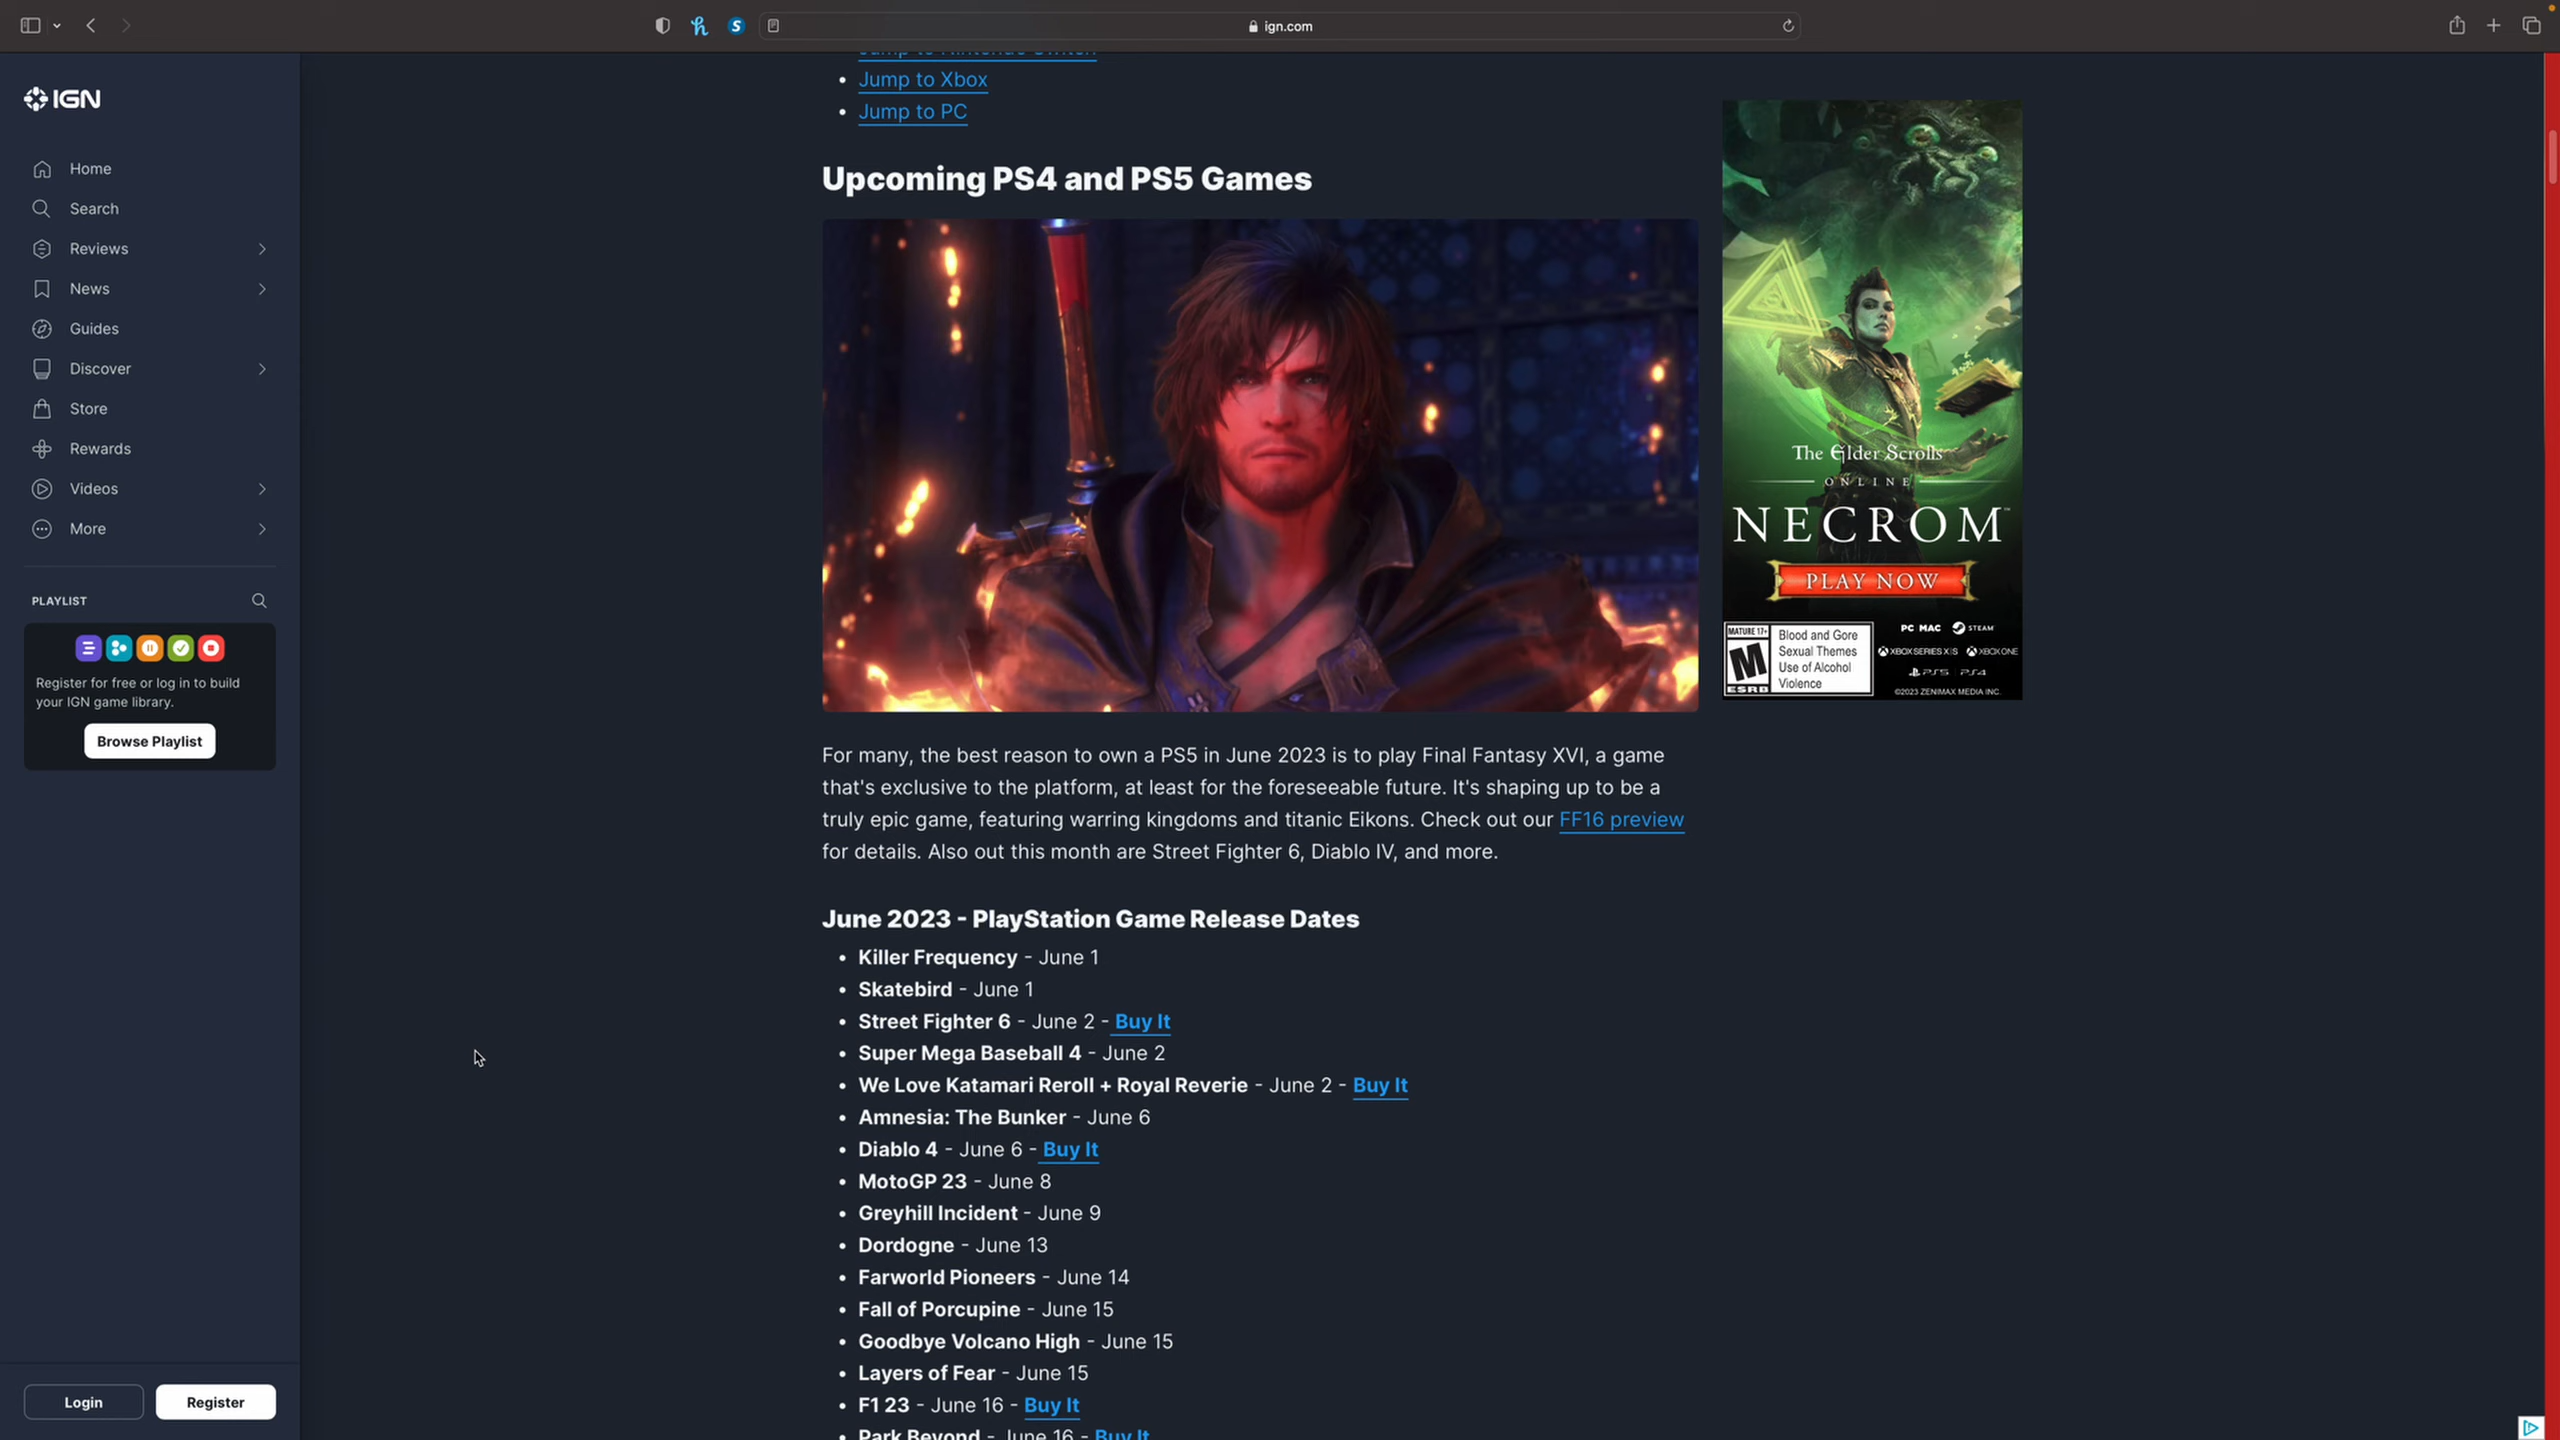 ign.com
IGN
Home
Search
Reviews
News
Guides
Discover
Store
Rewards
Videos
More
PLAYLIST
Register for free or log in to build
your IGN game library.
Browse Playlist
Login
Register
Jump to Nintendo Switch
Jump to Xbox
Jump to PC
Upcoming PS4 and PS5 Games
For many, the best reason to own a PS5 in June 2023 is to play Final Fantasy XVI, a game
that's exclusive to the platform, at least for the foreseeable future. It's shaping up to be a
truly epic game, featuring warring kingdoms and titanic Eikons. Check out our FF16 preview
for details. Also out this month are Street Fighter 6, Diablo IV, and more.
June 2023 - PlayStation Game Release Dates
• Killer Frequency - June 1
• Skatebird - June 1
• Street Fighter 6 - June 2 - Buy It
• Super Mega Baseball 4 - June 2
• We Love Katamari Reroll + Royal Reverie - June 2 - Buy It
• Amnesia: The Bunker - June 6
• Diablo 4 - June 6 - Buy It
• MotoGP 23 - June 8
• Greyhill Incident - June 9
• Dordogne - June 13
• Farworld Pioneers - June 14
• Fall of Porcupine - June 15
• Goodbye Volcano High - June 15
• Layers of Fear - June 15
• F1 23 - June 16 - Buy It
Park Beyond - June 16 - Buy It
The Elder Scrolls
ONLINE
NECROM™
PLAY NOW
MATURE 17+
M
ESRB
Blood and Gore
Sexual Themes
Use of Alcohol
Violence
PC MAC STEAM
XBOX SERIES X|S XBOX ONE
PS5 PS4
©2023 ZENIMAX MEDIA INC.